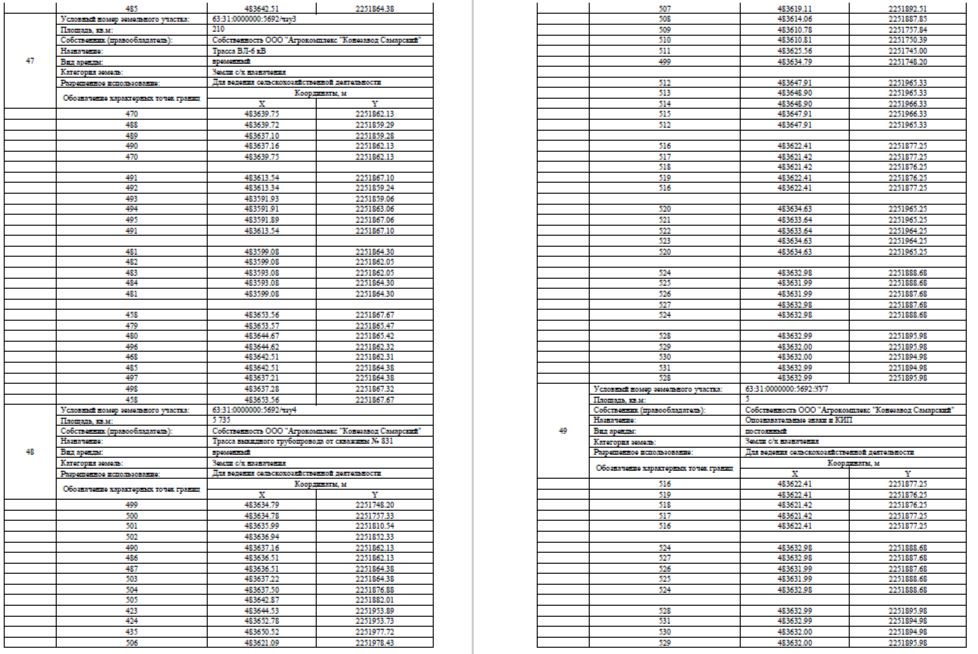 485 483642.51 2251864.38
47
Условный номер земельного участка: 63:31:0000000:5692/чзу3
Площадь, кв.м: 210
Собственник (правообладатель): Собственность ООО "Агрокомплекс "Конезавод Самарский"
Назначение: Трасса ВЛ-6 кВ
Вид аренды: временный
Категория земель: Земли с/х назначения
Разрешенное использование: Для ведения сельскохозяйственной деятельности
Обозначение характерных точек границ Координаты, м
X Y
470 483639.75 2251862.13
488 483639.72 2251859.29
489 483637.10 2251859.28
490 483637.16 2251862.13
470 483639.75 2251862.13
491 483613.54 2251867.10
492 483613.34 2251859.24
493 483591.93 2251859.06
494 483591.91 2251863.06
495 483591.89 2251867.06
491 483613.54 2251867.10
481 483599.08 2251864.30
482 483599.08 2251862.05
483 483593.08 2251862.05
484 483593.08 2251864.30
481 483599.08 2251864.30
458 483653.56 2251867.67
479 483653.57 2251865.47
480 483644.67 2251865.42
496 483644.62 2251862.32
468 483642.51 2251862.31
485 483642.51 2251864.38
497 483637.21 2251864.38
498 483637.28 2251867.32
458 483653.56 2251867.67
48
Условный номер земельного участка: 63:31:0000000:5692/чзу4
Площадь, кв.м: 5 735
Собственник (правообладатель): Собственность ООО "Агрокомплекс "Конезавод Самарский"
Назначение: Трасса выкидного трубопровода от скважины № 831
Вид аренды: временный
Категория земель: Земли с/х назначения
Разрешенное использование: Для ведения сельскохозяйственной деятельности
Обозначение характерных точек границ Координаты, м
X Y
499 483634.79 2251748.20
500 483634.78 2251757.33
501 483635.99 2251810.54
502 483636.94 2251852.33
490 483637.16 2251862.13
486 483636.51 2251862.13
487 483636.51 2251864.38
503 483637.22 2251864.38
504 483637.50 2251876.88
505 483642.87 2251882.01
423 483644.53 2251953.89
424 483652.78 2251953.73
435 483650.52 2251977.72
506 483621.09 2251978.43
507 483619.11 2251892.51
508 483614.06 2251887.85
509 483610.78 2251757.84
510 483610.81 2251750.39
511 483625.56 2251745.00
499 483634.79 2251748.20
512 483647.91 2251965.33
513 483648.90 2251965.33
514 483648.90 2251966.33
515 483647.91 2251966.33
512 483647.91 2251965.33
516 483622.41 2251877.25
517 483621.42 2251877.25
518 483621.42 2251876.25
519 483622.41 2251876.25
516 483622.41 2251877.25
520 483634.63 2251965.25
521 483633.64 2251965.25
522 483633.64 2251964.25
523 483634.63 2251964.25
520 483634.63 2251965.25
524 483632.98 2251888.68
525 483631.99 2251888.68
526 483631.99 2251887.68
527 483632.98 2251887.68
524 483632.98 2251888.68
528 483632.99 2251895.98
529 483632.00 2251895.98
530 483632.00 2251894.98
531 483632.99 2251894.98
528 483632.99 2251895.98
49
Условный номер земельного участка: 63:31:0000000:5692:ЗУ7
Площадь, кв.м: 5
Собственник (правообладатель): Собственность ООО "Агрокомплекс "Конезавод Самарский"
Назначение: Опознавательные знаки и КИП
Вид аренды: постоянный
Категория земель: Земли с/х назначения
Разрешенное использование: Для ведения сельскохозяйственной деятельности
Обозначение характерных точек границ Координаты, м
X Y
516 483622.41 2251877.25
519 483622.41 2251876.25
518 483621.42 2251876.25
517 483621.42 2251877.25
516 483622.41 2251877.25
524 483632.98 2251888.68
527 483632.98 2251887.68
526 483631.99 2251887.68
525 483631.99 2251888.68
524 483632.98 2251888.68
528 483632.99 2251895.98
531 483632.99 2251894.98
530 483632.00 2251894.98
529 483632.00 2251895.98